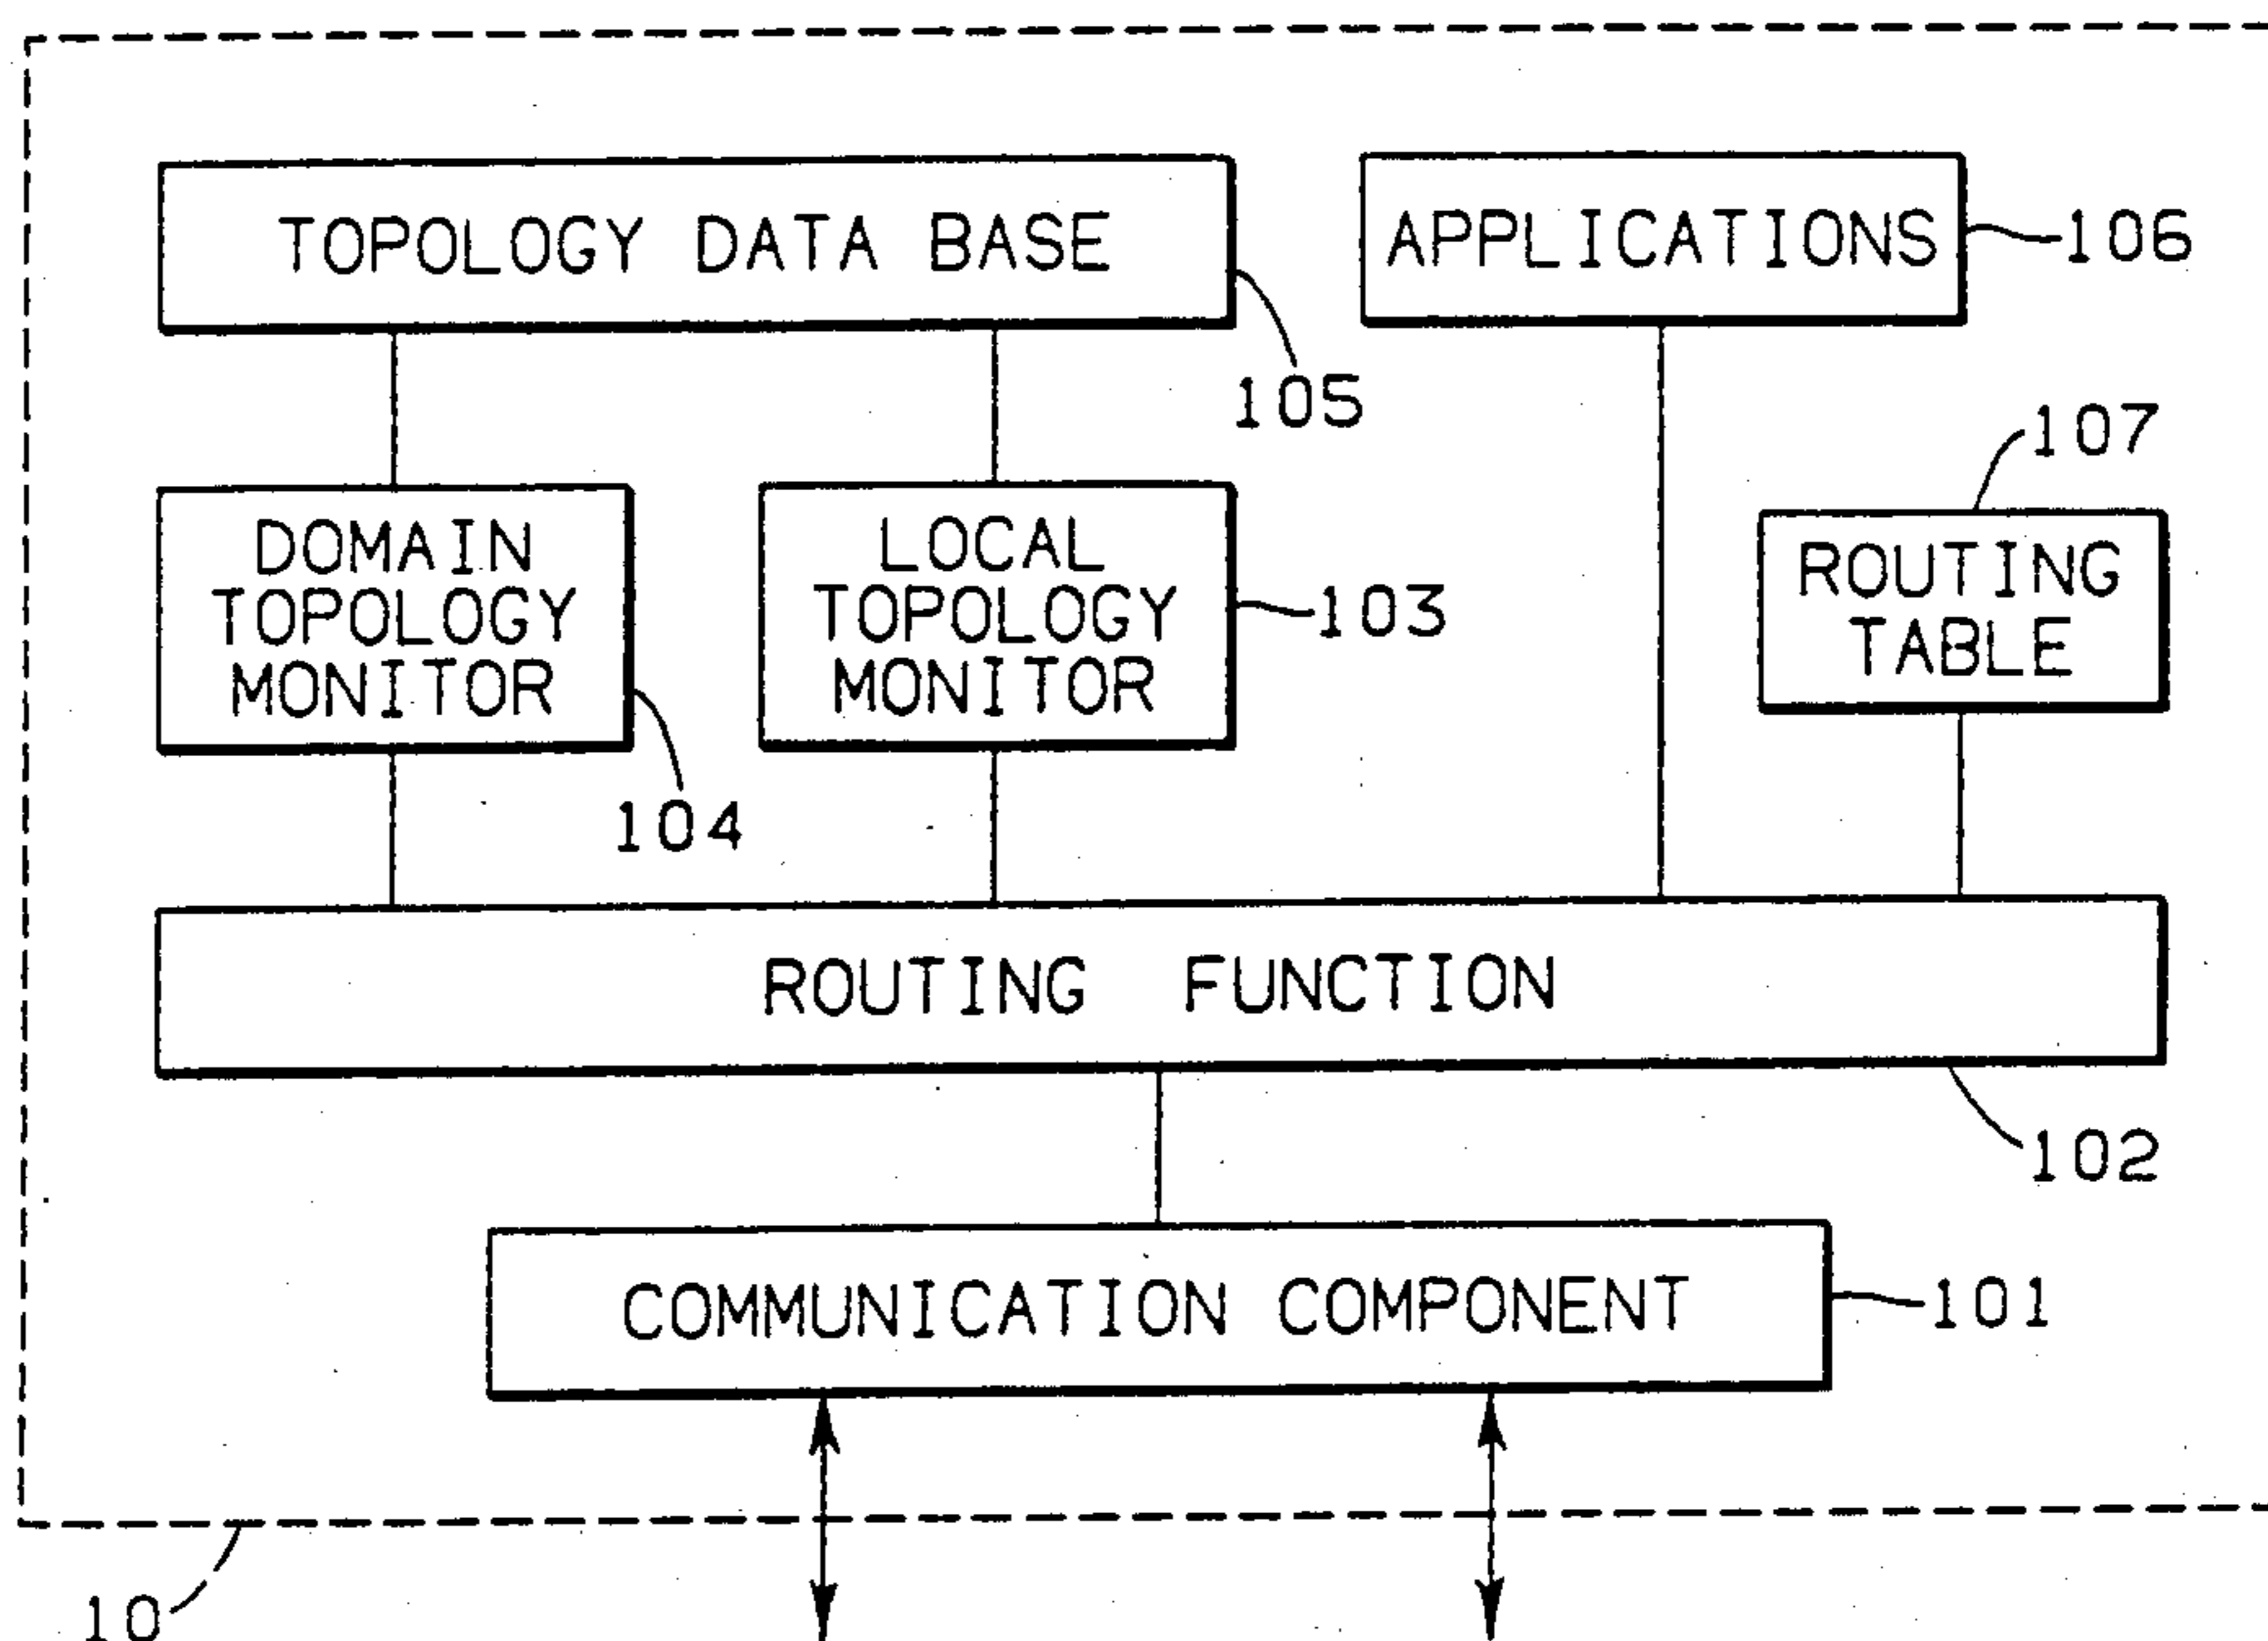 TOPOLOGY DATA BASE
APPLICATIONS
106
105
107
DOMAIN
TOPOLOGY
MONITOR
LOCAL
TOPOLOGY
MONITOR
103
ROUTING
TABLE
104
ROUTING FUNCTION
102
COMMUNICATION COMPONENT
101
10